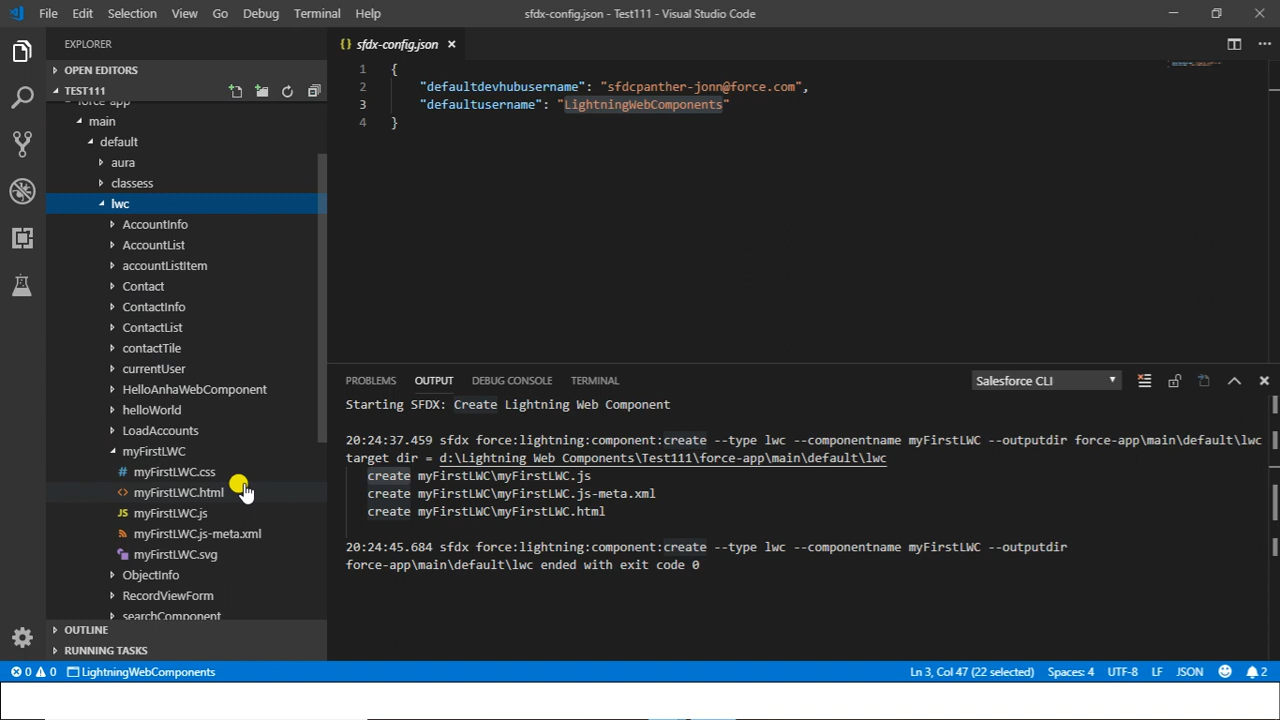 File Edit Selection View Go Debug Terminal Help
sfdx-config.json - Test111 - Visual Studio Code
EXPLORER
OPEN EDITORS
TEST111
force-app
main
default
aura
classess
lwc
AccountInfo
AccountList
accountListItem
Contact
ContactInfo
ContactList
contactTile
currentUser
HelloAnhaWebComponent
helloWorld
LoadAccounts
myFirstLWC
# myFirstLWC.css
<> myFirstLWC.html
JS myFirstLWC.js
myFirstLWC.js-meta.xml
myFirstLWC.svg
ObjectInfo
RecordViewForm
searchComponent
OUTLINE
RUNNING TASKS
{} sfdx-config.json ×
1 {
2 "defaultdevhubusername": "sfdcpanther-jonn@force.com",
3 "defaultusername": "LightningWebComponents"
4 }
PROBLEMS OUTPUT DEBUG CONSOLE TERMINAL
Salesforce CLI
Starting SFDX: Create Lightning Web Component
20:24:37.459 sfdx force:lightning:component:create --type lwc --componentname myFirstLWC --outputdir force-app\main\default\lwc
target dir = d:\Lightning Web Components\Test111\force-app\main\default\lwc
create myFirstLWC\myFirstLWC.js
create myFirstLWC\myFirstLWC.js-meta.xml
create myFirstLWC\myFirstLWC.html
20:24:45.684 sfdx force:lightning:component:create --type lwc --componentname myFirstLWC --outputdir
force-app\main\default\lwc ended with exit code 0
0 0 LightningWebComponents
Ln 3, Col 47 (22 selected) Spaces: 4 UTF-8 LF JSON 2